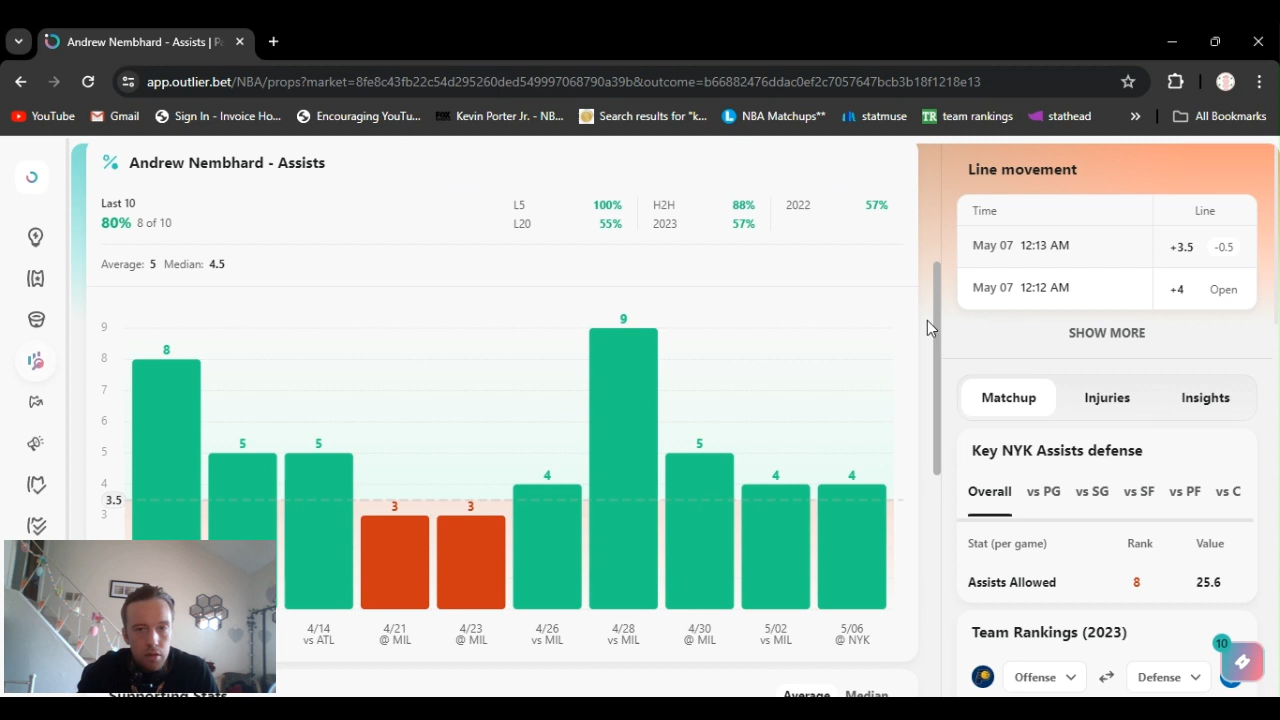 Andrew Nembhard - Assists | P
app.outlier.bet/NBA/props?market=8fe8c43fb22c54d295260ded549997068790a39b&outcome=b66882476ddac0ef2c7057647bcb3b18f1218e13
YouTube Gmail Sign In - Invoice Ho... Encouraging YouTu... Kevin Porter Jr. - NB... Search results for "k... NBA Matchups** statmuse team rankings stathead » All Bookmarks
Andrew Nembhard - Assists
Last 10
80% 8 of 10
L5 100% H2H 88% 2022 57%
L20 55% 2023 57%
Average: 5 Median: 4.5
9
8
7
6
5
4
3.5
3
8 5 5 3 3 4 9 5 4 4
4/14 4/21 4/23 4/26 4/28 4/30 5/02 5/06
vs ATL @ MIL @ MIL vs MIL vs MIL @ MIL vs MIL @ NYK
Supporting Stats
Average Median
Line movement
Time Line
May 07 12:13 AM +3.5 -0.5
May 07 12:12 AM +4 Open
SHOW MORE
Matchup Injuries Insights
Key NYK Assists defense
Overall vs PG vs SG vs SF vs PF vs C
Stat (per game) Rank Value
Assists Allowed 8 25.6
Team Rankings (2023)
10
Offense Defense